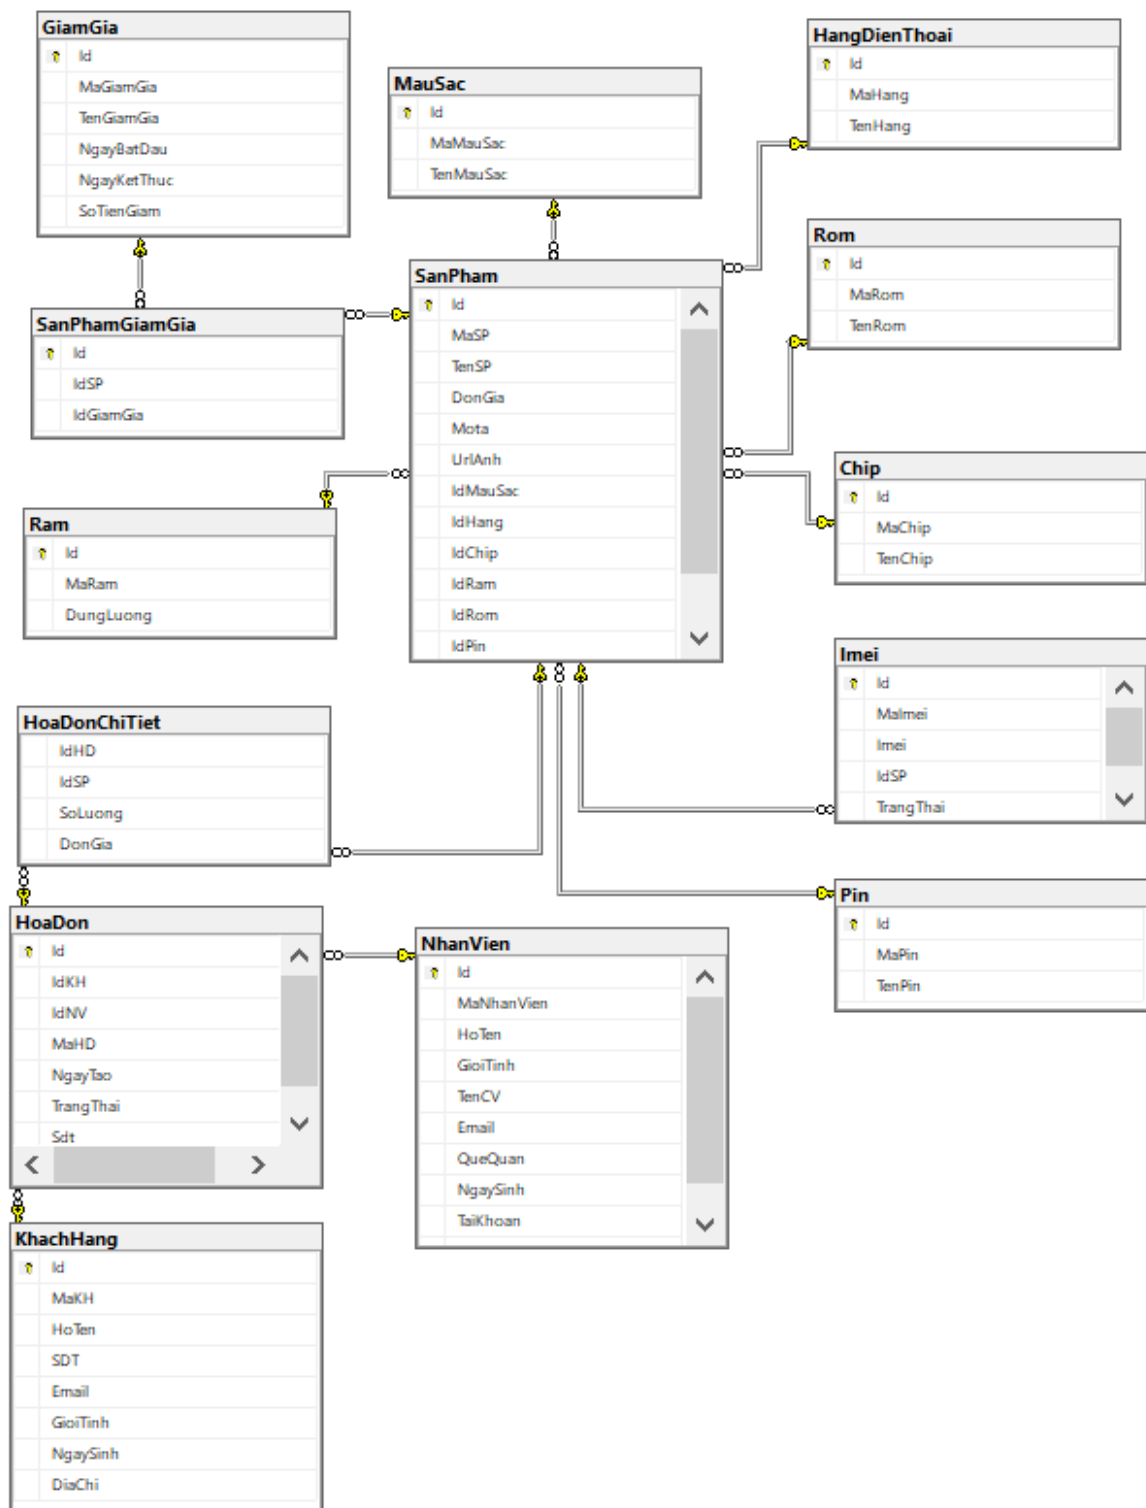 GiamGia
Id
MaGiamGia
TenGiamGia
NgayBatDau
NgayKetThuc
SoTienGiam
MauSac
Id
MaMauSac
TenMauSac
HangDienThoai
Id
MaHang
TenHang
Rom
Id
MaRom
TenRom
SanPham
Id
MaSP
TenSP
DonGia
Mota
UrlAnh
IdMauSac
IdHang
IdChip
IdRam
IdRom
IdPin
SanPhamGiamGia
Id
IdSP
IdGiamGia
Ram
Id
MaRam
DungLuong
Chip
Id
MaChip
TenChip
Imei
Id
MaImei
Imei
IdSP
TrangThai
HoaDonChiTiet
IdHD
IdSP
SoLuong
DonGia
Pin
Id
MaPin
TenPin
HoaDon
Id
IdKH
IdNV
MaHD
NgayTao
TrangThai
Sdt
NhanVien
Id
MaNhanVien
HoTen
GioiTinh
TenCV
Email
QueQuan
NgaySinh
TaiKhoan
KhachHang
Id
MaKH
HoTen
SDT
Email
GioiTinh
NgaySinh
DiaChi